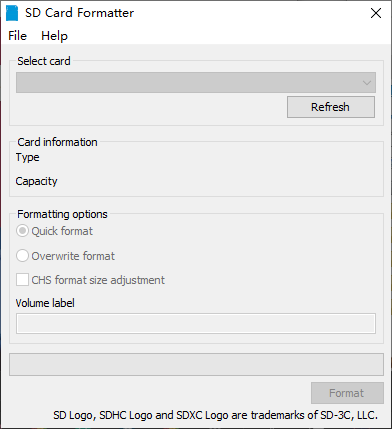 SD Card Formatter
File Help
Select card
Refresh
Card information
Type
Capacity
Formatting options
Quick format
Overwrite format
CHS format size adjustment
Volume label
Format
SD Logo, SDHC Logo and SDXC Logo are trademarks of SD-3C, LLC.